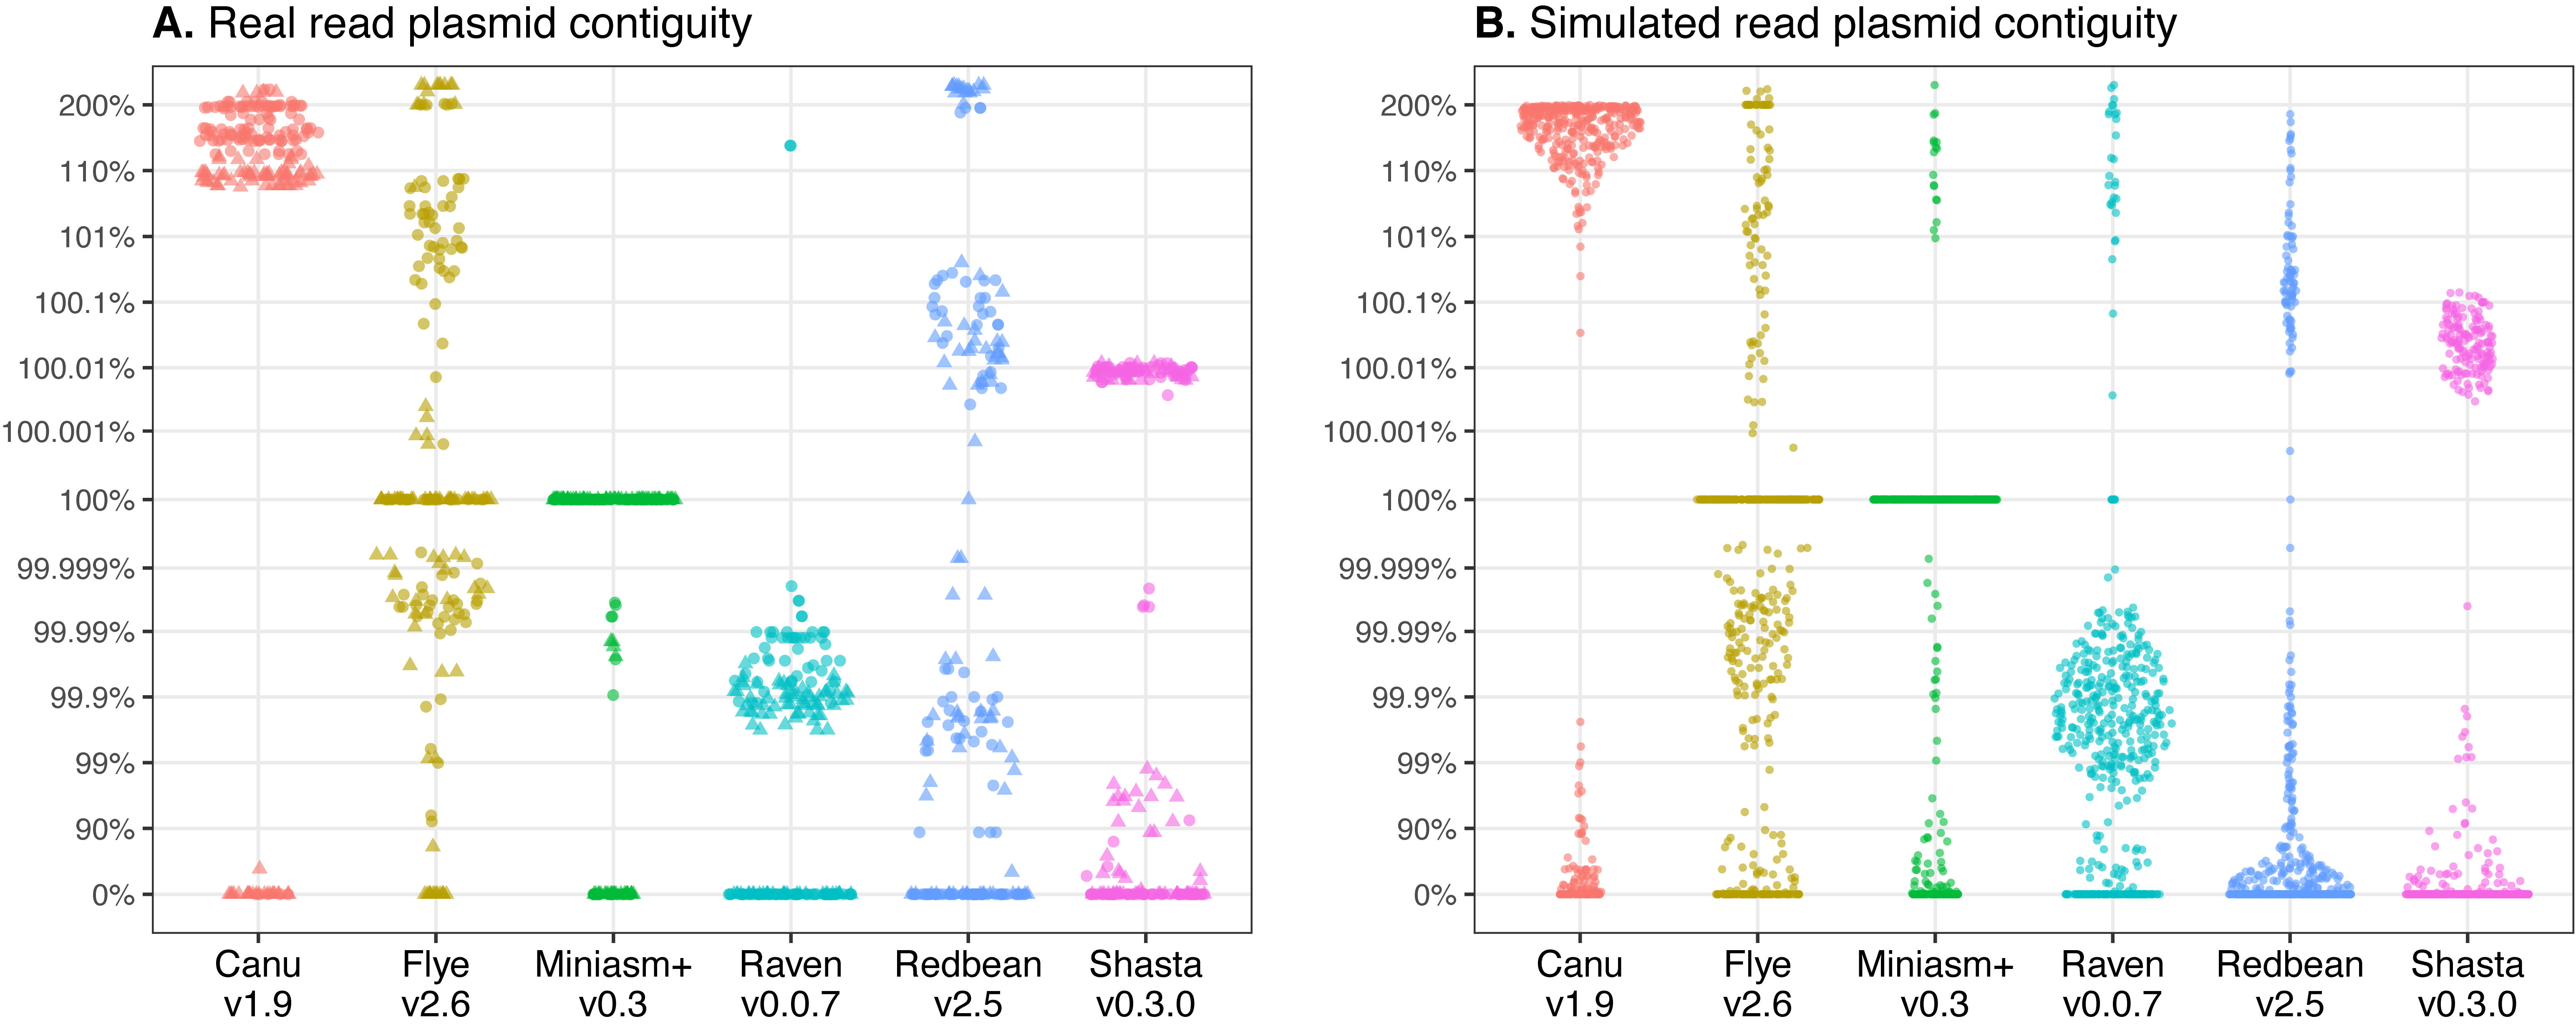 A. Real read plasmid contiguity
200%
110%
101%
100.1%
100.01%
100.001%
100%
99.999%
99.99%
99.9%
99%
90%
0%
Canu v1.9
Flye v2.6
Miniasm+ v0.3
Raven v0.0.7
Redbean v2.5
Shasta v0.3.0
B. Simulated read plasmid contiguity
200%
110%
101%
100.1%
100.01%
100.001%
100%
99.999%
99.99%
99.9%
99%
90%
0%
Canu v1.9
Flye v2.6
Miniasm+ v0.3
Raven v0.0.7
Redbean v2.5
Shasta v0.3.0